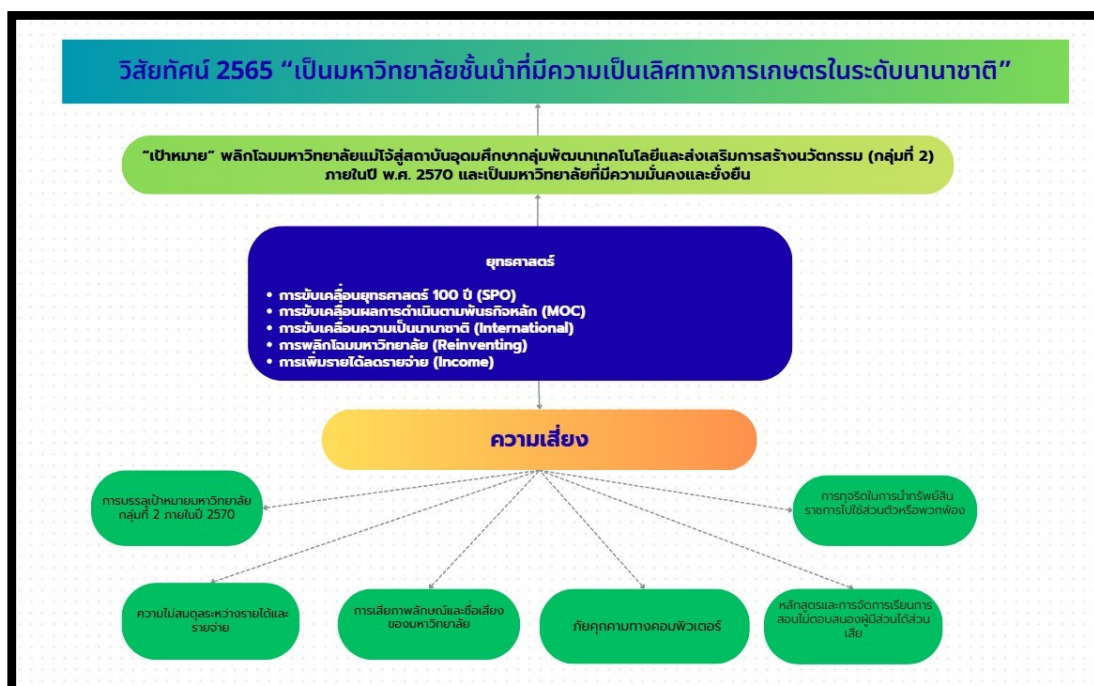 วิสัยทัศน์ 2565 “เป็นมหาวิทยาลัยชั้นนำที่มีความเป็นเลิศทางการเกษตรในระดับนานาชาติ”
“เป้าหมาย” พลิกโฉมมหาวิทยาลัยแม่โจ้สู่สถาบันอุดมศึกษากลุ่มพัฒนาเทคโนโลยีและส่งเสริมการสร้างนวัตกรรม (กลุ่มที่ 2)
ภายในปี พ.ศ. 2570 และเป็นมหาวิทยาลัยที่มีความมั่นคงและยั่งยืน
ยุทธศาสตร์
• การขับเคลื่อนยุทธศาสตร์ 100 ปี (SPO)
• การขับเคลื่อนผลการดำเนินตามพันธกิจหลัก (MOC)
• การขับเคลื่อนความเป็นนานาชาติ (International)
• การพลิกโฉมมหาวิทยาลัย (Reinventing)
• การเพิ่มรายได้ลดรายจ่าย (Income)
ความเสี่ยง
การบรรลุเป้าหมายมหาวิทยาลัย
กลุ่มที่ 2 ภายในปี 2570
การทุจริตในการนำทรัพย์สิน
ราชการไปใช้ส่วนตัวหรือพวกพ้อง
ความไม่สมดุลระหว่างรายได้และ
รายจ่าย
การเสียภาพลักษณ์และชื่อเสียง
ของมหาวิทยาลัย
ภัยคุกคามทางคอมพิวเตอร์
หลักสูตรและการจัดการเรียนการ
สอนไม่ตอบสนองผู้มีส่วนได้ส่วน
เสีย